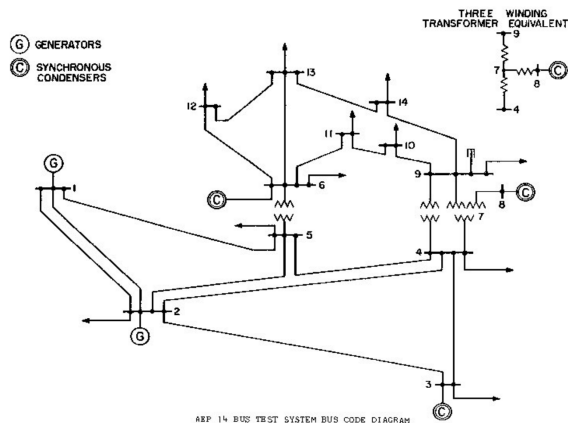 THREE WINDING
TRANSFORMER EQUIVALENT
G GENERATORS
C SYNCHRONOUS
CONDENSERS
9
7
8
C
4
13
14
12
11
10
9
G
1
C
6
C
8
7
5
4
2
G
3
C
AEP 14 BUS TEST SYSTEM BUS CODE DIAGRAM